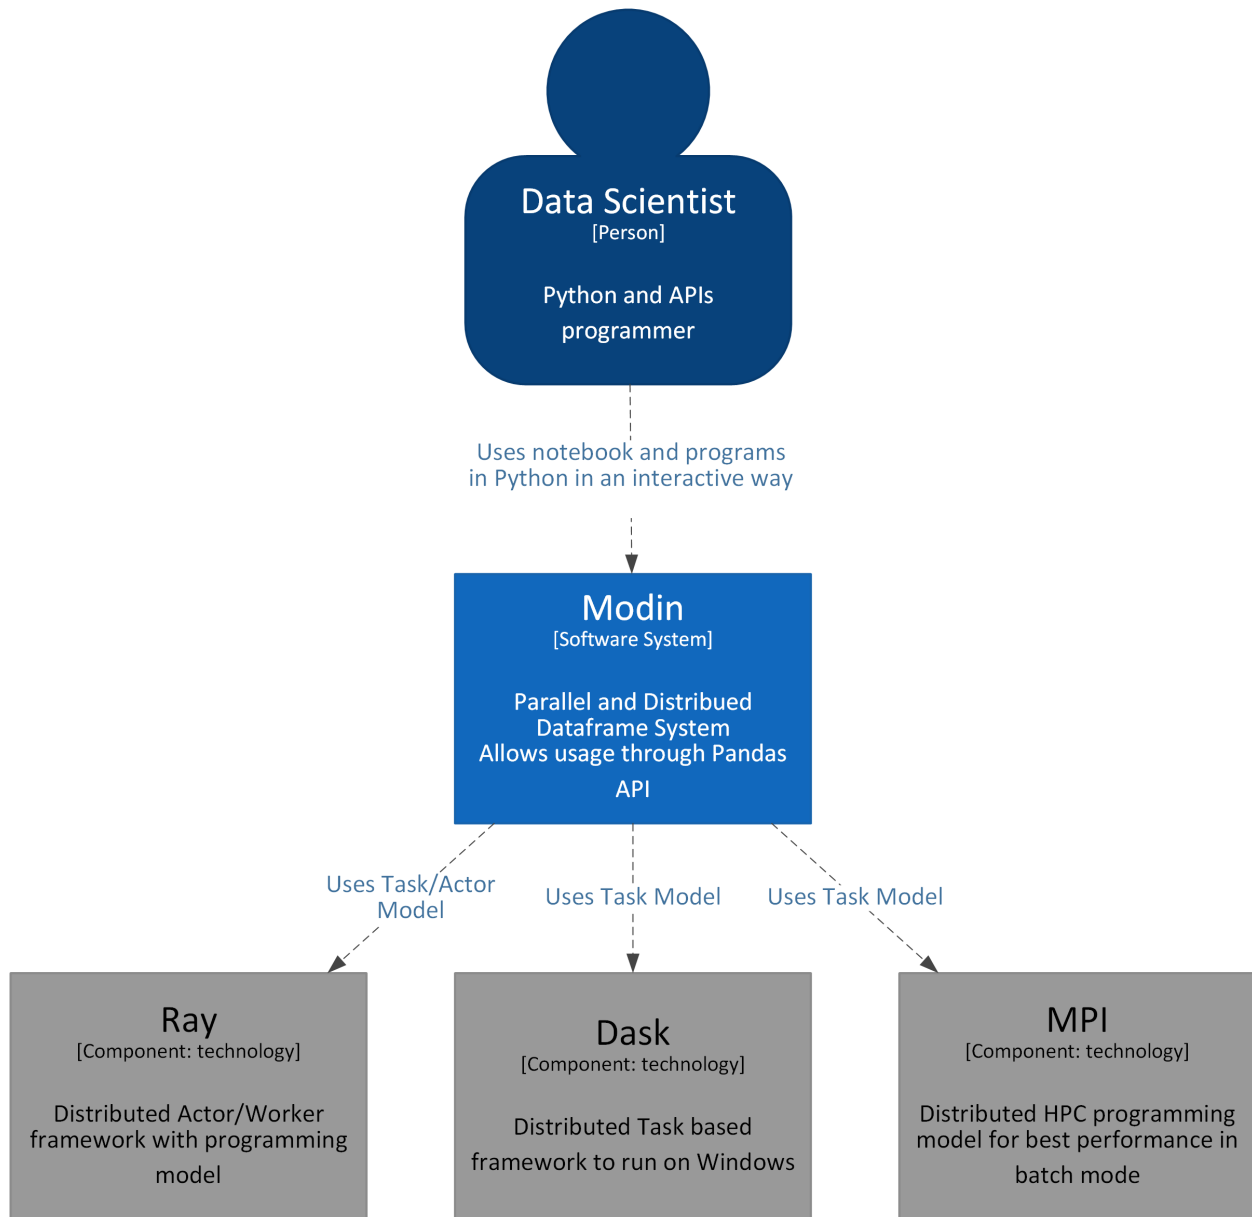 Data Scientist
[Person]
Python and APIs
programmer
Uses notebook and programs
in Python in an interactive way
Modin
[Software System]
Parallel and Distribued
Dataframe System
Allows usage through Pandas
API
Uses Task/Actor
Model
Uses Task Model
Uses Task Model
Ray
[Component: technology]
Distributed Actor/Worker
framework with programming
model
Dask
[Component: technology]
Distributed Task based
framework to run on Windows
MPI
[Component: technology]
Distributed HPC programming
model for best performance in
batch mode